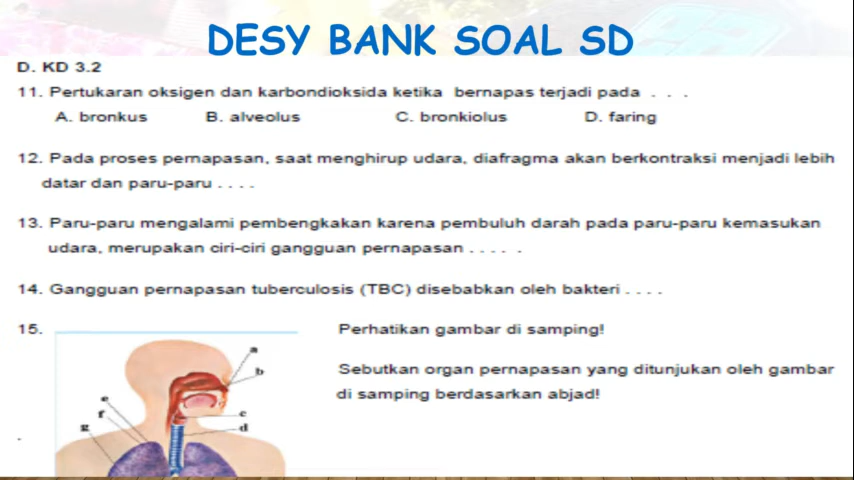 DESY BANK SOAL SD
D. KD 3.2
11. Pertukaran oksigen dan karbondioksida ketika bernapas terjadi pada . . .
A. bronkus B. alveolus C. bronkiolus D. faring
12. Pada proses pernapasan, saat menghirup udara, diafragma akan berkontraksi menjadi lebih
datar dan paru-paru . . . .
13. Paru-paru mengalami pembengkakan karena pembuluh darah pada paru-paru kemasukan
udara, merupakan ciri-ciri gangguan pernapasan . . . . .
14. Gangguan pernapasan tuberculosis (TBC) disebabkan oleh bakteri . . . .
15. Perhatikan gambar di samping!
Sebutkan organ pernapasan yang ditunjukan oleh gambar
di samping berdasarkan abjad!
a
b
c
d
e
f
g